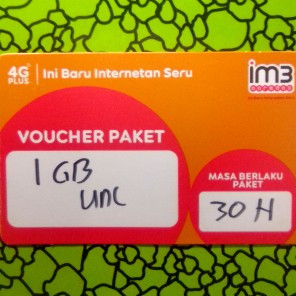 4G PLUS | Ini Baru Internetan Seru
im3
ooredoo
VOUCHER PAKET
1 GB
unl
MASA BERLAKU
PAKET
30 H